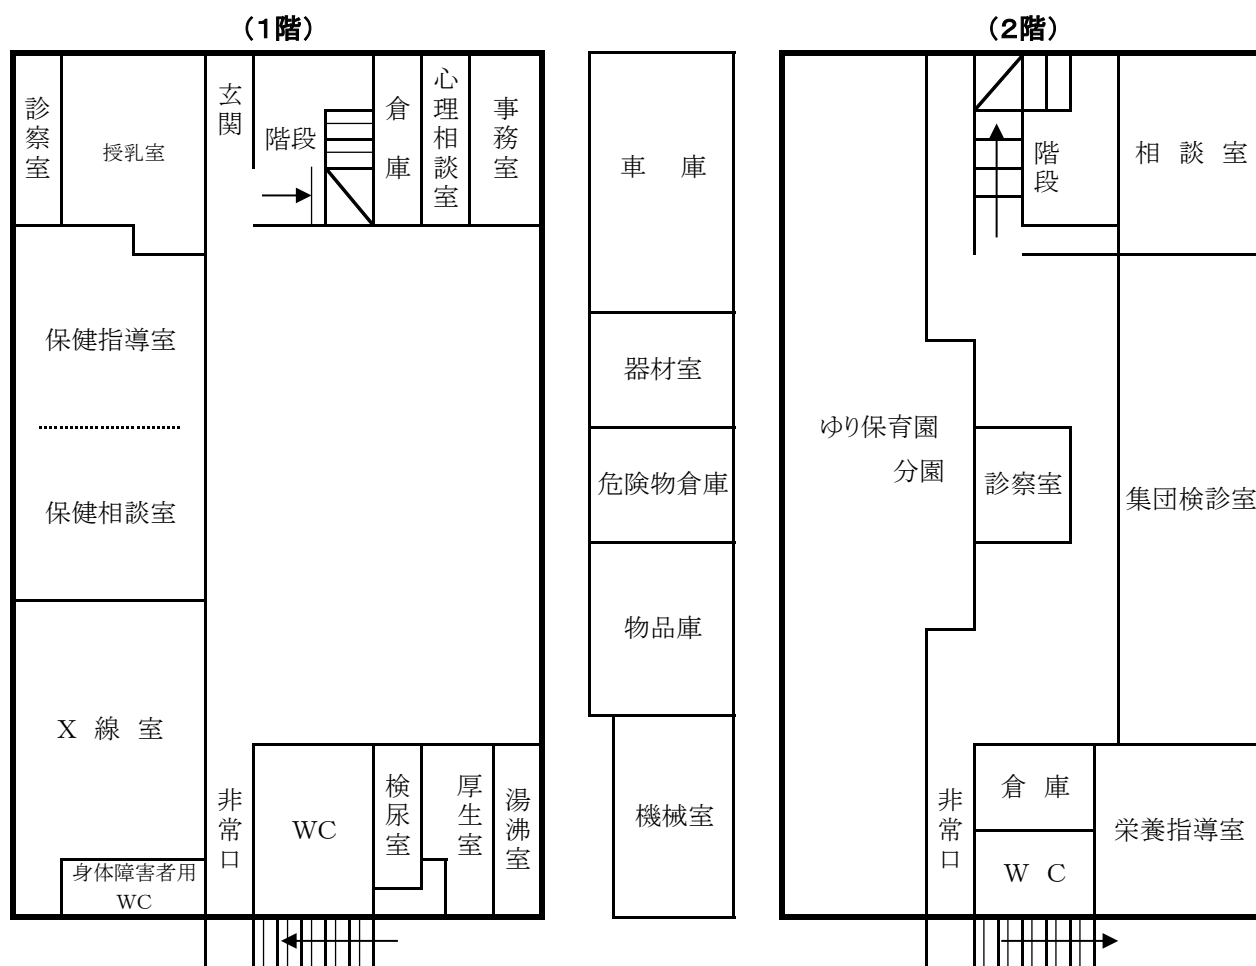 （１階）
診察室
授乳室
玄関
階段
倉庫
心理相談室
事務室
保健指導室
保健相談室
X 線 室
身体障害者用
WC
非常口
WC
検尿室
厚生室
湯沸室
車 庫
器材室
危険物倉庫
物品庫
機械室
（２階）
階段
相 談 室
ゆり保育園
分園
診察室
集団検診室
非常口
倉 庫
W C
栄養指導室